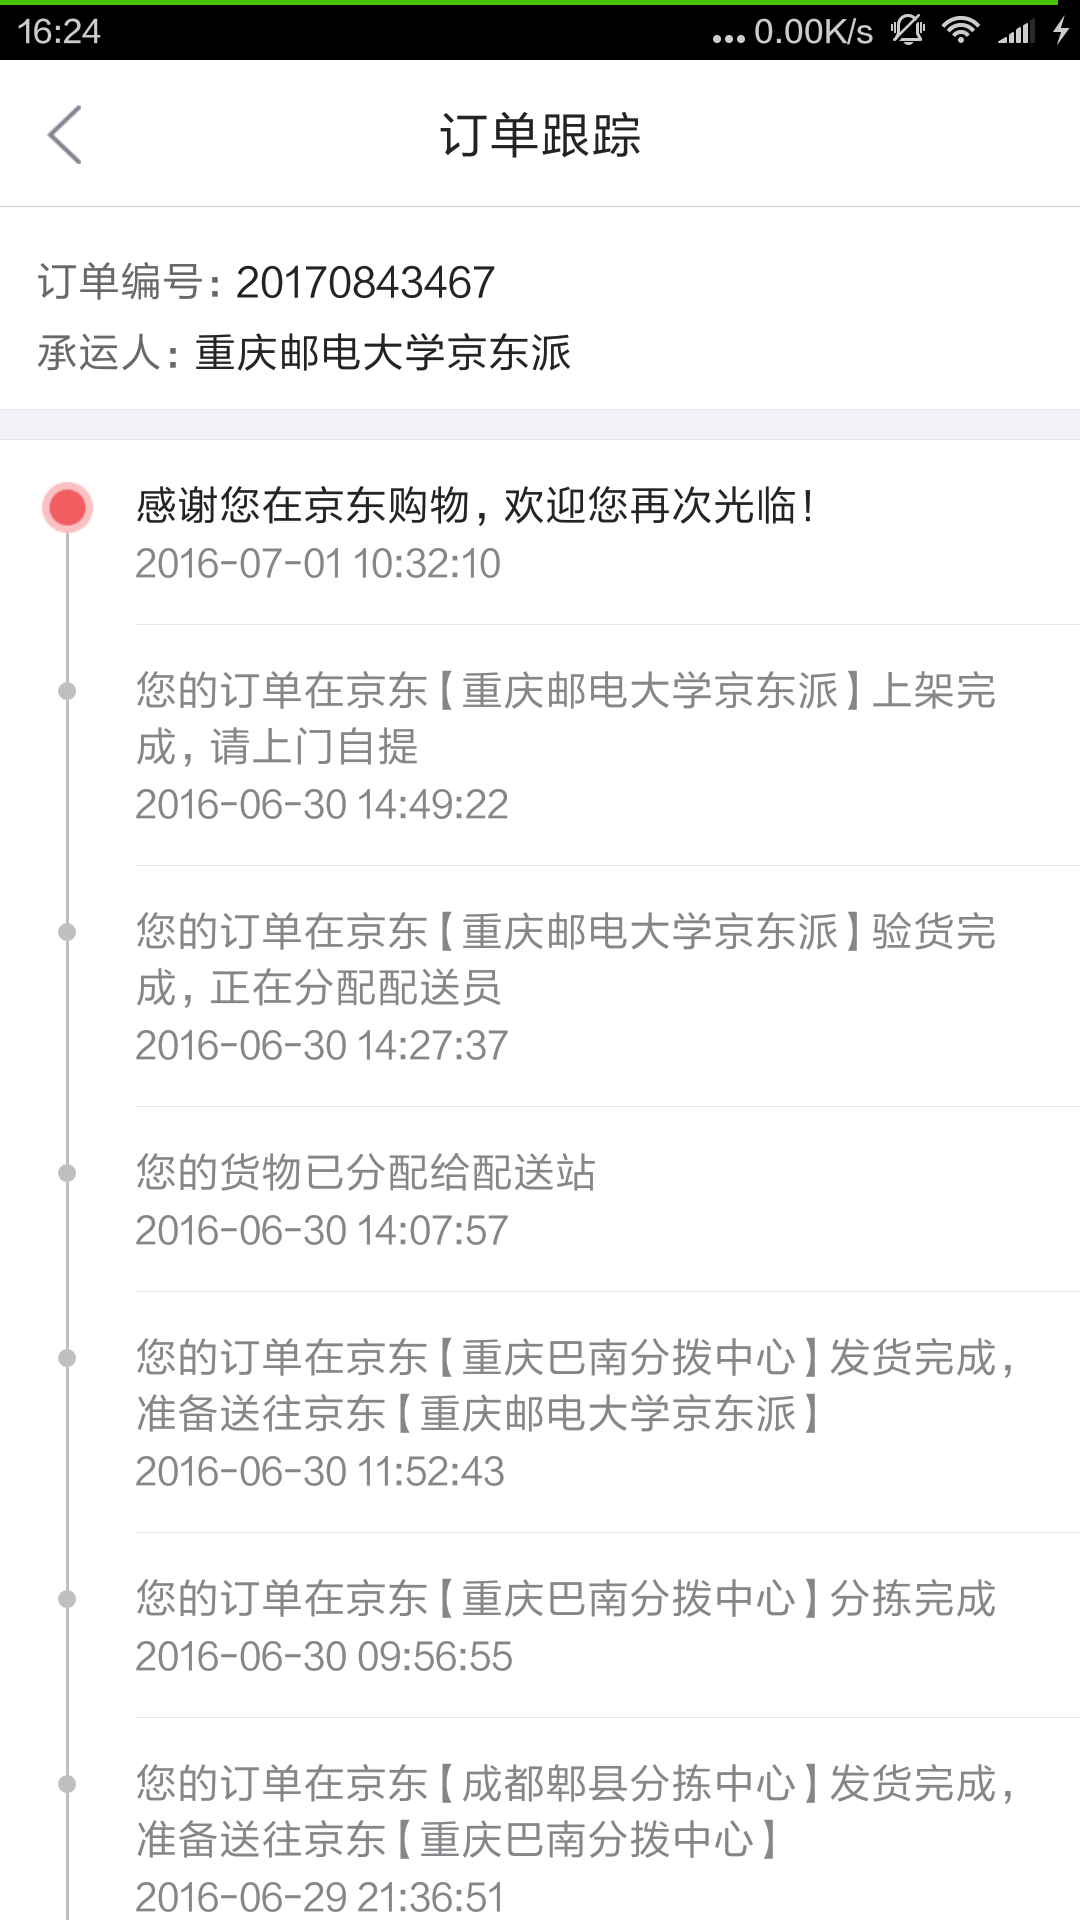 16:24
...0.00K/s
订单跟踪
订单编号: 20170843467
承运人: 重庆邮电大学京东派
感谢您在京东购物,欢迎您再次光临!
2016-07-01 10:32:10
您的订单在京东【重庆邮电大学京东派】上架完
成,请上门自提
2016-06-30 14:49:22
您的订单在京东【重庆邮电大学京东派】验货完
成,正在分配配送员
2016-06-30 14:27:37
您的货物已分配给配送站
2016-06-30 14:07:57
您的订单在京东【重庆巴南分拨中心】发货完成,
准备送往京东【重庆邮电大学京东派】
2016-06-30 11:52:43
您的订单在京东【重庆巴南分拨中心】分拣完成
2016-06-30 09:56:55
您的订单在京东【成都郫县分拣中心】发货完成,
准备送往京东【重庆巴南分拨中心】
2016-06-29 21:36:51